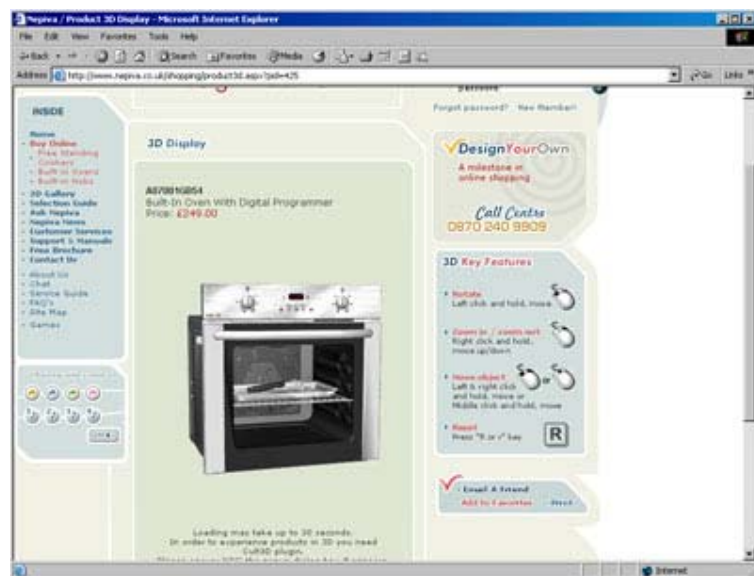 Nepiva / Product 3D Display - Microsoft Internet Explorer
File Edit View Favorites Tools Help
Back Search Favorites Media
Address http://www.nepiva.co.uk/shopping/product3d.aspx?pid=425 Go Links »
INSIDE
Home
Buy Online
Free Standing
Cookers
Built-in Ovens
Built-in Hobs
3D Gallery
Selection Guide
Ask Nepiva
Nepiva News
Customer Services
Support & Manuals
Free Brochure
Contact Us
About Us
Chat
Service Guide
FAQ's
Site Map
Games
3D Display
Built-In Oven With Digital Programmer
Price: £249.00
Loading may take up to 30 seconds.
In order to experience products in 3D you need
Cult3D plugin.
password
Forgot password? New Member!
DesignYourOwn
A milestone in
online shopping
Call Centre
0870 240 9909
3D Key Features
Rotate
Left click and hold, move
Zoom in / zoom out
Right click and hold,
move up/down
Move object
Left & right click
and hold, move or
Middle click and hold, move
or
Reset
Press "R or r" key
R
Email A Friend
Add to Favorites
Internet